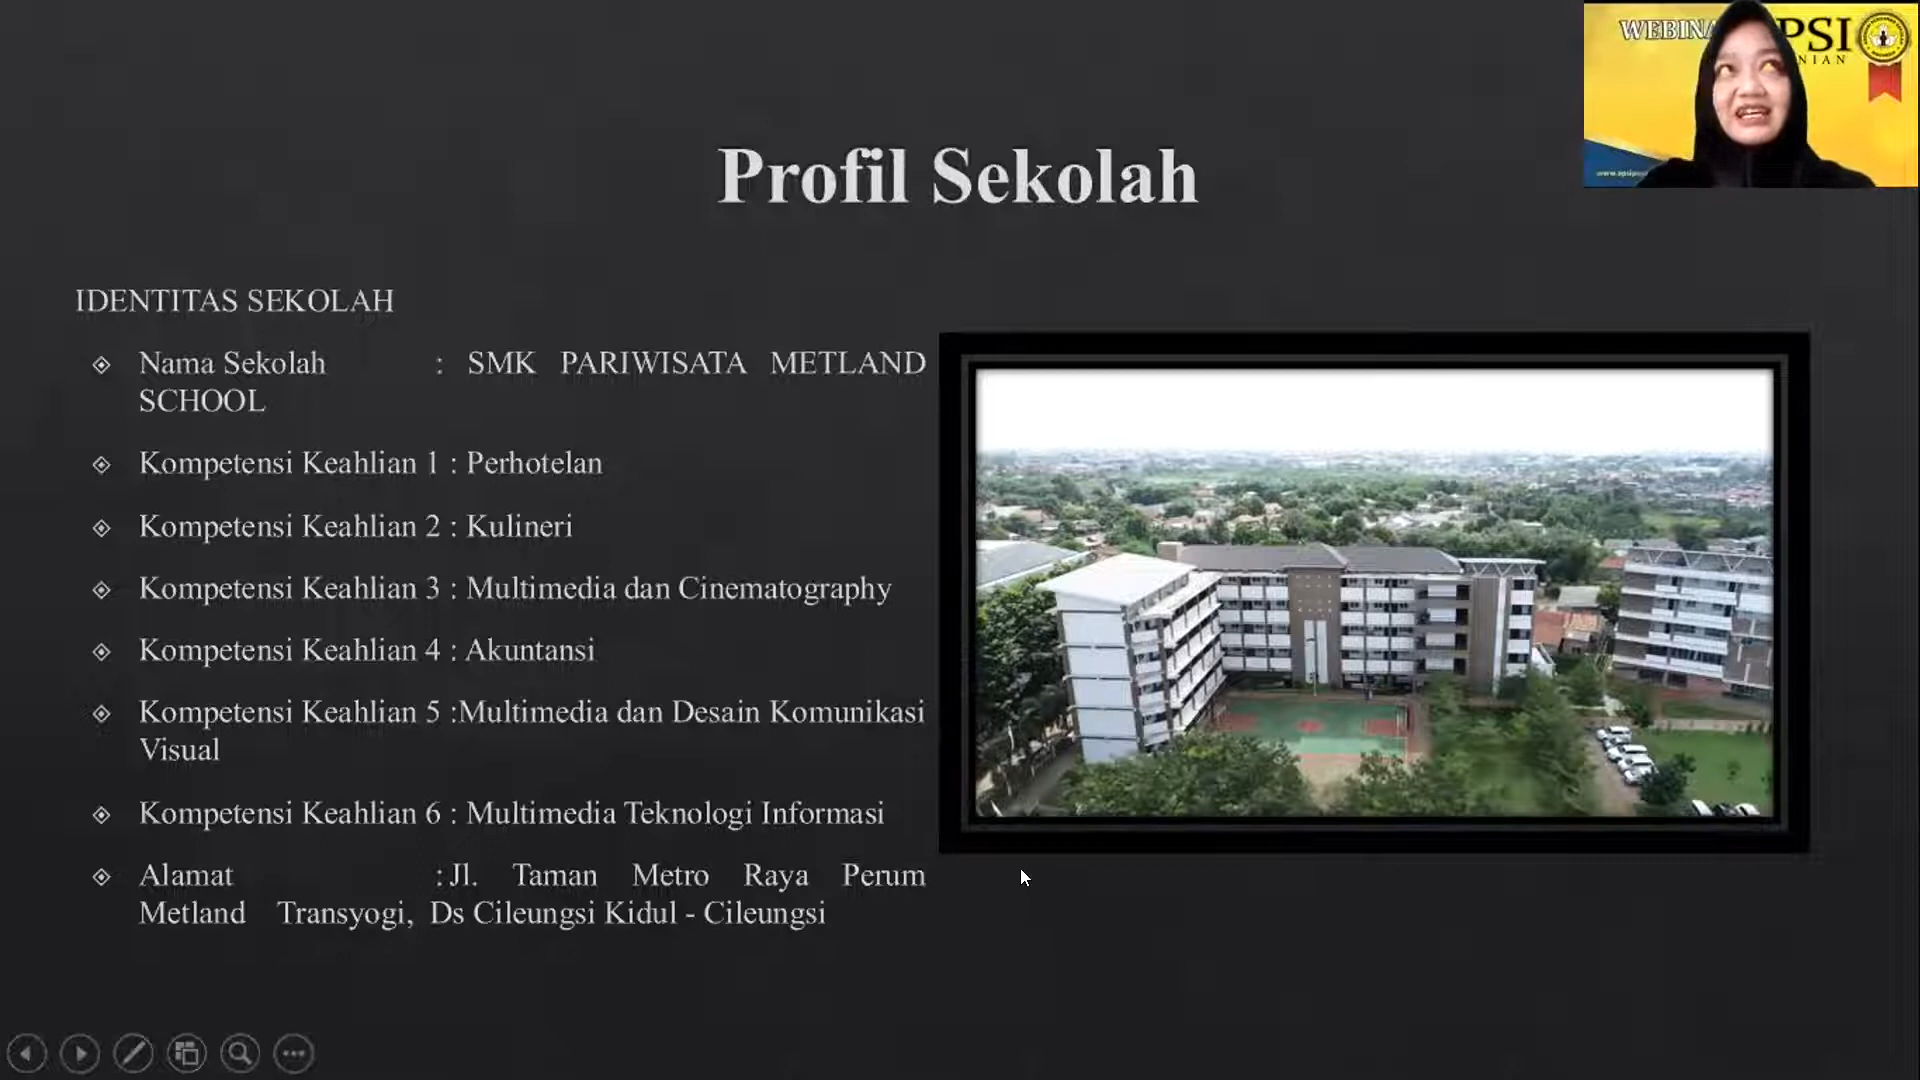 WEBINA
PSI
NIAN
Profil Sekolah
IDENTITAS SEKOLAH
Nama Sekolah : SMK PARIWISATA METLAND
SCHOOL
Kompetensi Keahlian 1 : Perhotelan
Kompetensi Keahlian 2 : Kulineri
Kompetensi Keahlian 3 : Multimedia dan Cinematography
Kompetensi Keahlian 4 : Akuntansi
Kompetensi Keahlian 5 :Multimedia dan Desain Komunikasi
Visual
Kompetensi Keahlian 6 : Multimedia Teknologi Informasi
Alamat :Jl. Taman Metro Raya Perum
Metland Transyogi, Ds Cileungsi Kidul - Cileungsi